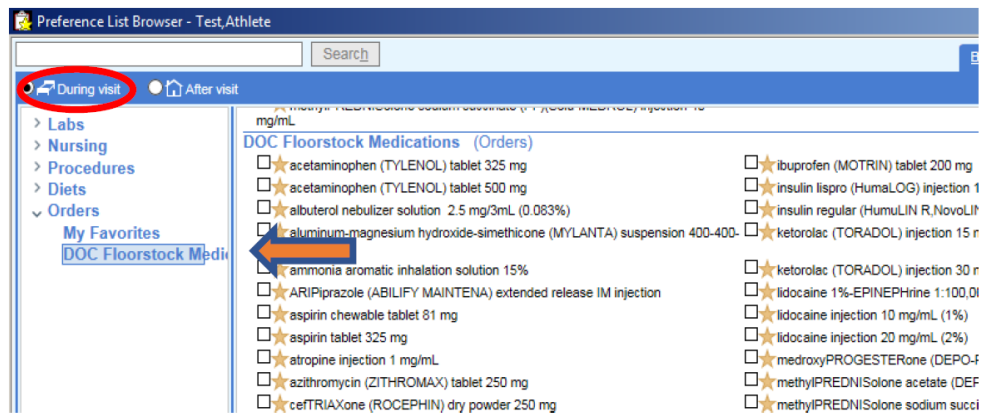 Preference List Browser - Test,Athlete
Search
During visit
After visit
> Labs
> Nursing
> Procedures
> Diets
Orders
My Favorites
DOC Floorstock Medi
mg/mL
DOC Floorstock Medications (Orders)
acetaminophen (TYLENOL) tablet 325 mg
acetaminophen (TYLENOL) tablet 500 mg
albuterol nebulizer solution 2.5 mg/3mL (0.083%)
aluminum-magnesium hydroxide-simethicone (MYLANTA) suspension 400-400-
ammonia aromatic inhalation solution 15%
ARIPiprazole (ABILIFY MAINTENA) extended release IM injection
aspirin chewable tablet 81 mg
aspirin tablet 325 mg
atropine injection 1 mg/mL
azithromycin (ZITHROMAX) tablet 250 mg
cefTRIAXone (ROCEPHIN) dry powder 250 mg
ibuprofen (MOTRIN) tablet 200 mg
insulin lispro (HumaLOG) injection 1
insulin regular (HumuLIN R,NovoLIN
ketorolac (TORADOL) injection 15 m
ketorolac (TORADOL) injection 30 m
lidocaine 1%-EPINEPHrine 1:100,00
lidocaine injection 10 mg/mL (1%)
lidocaine injection 20 mg/mL (2%)
medroxyPROGESTERone (DEPO-P
methylPREDNISolone acetate (DEP
methylPREDNISolone sodium succi